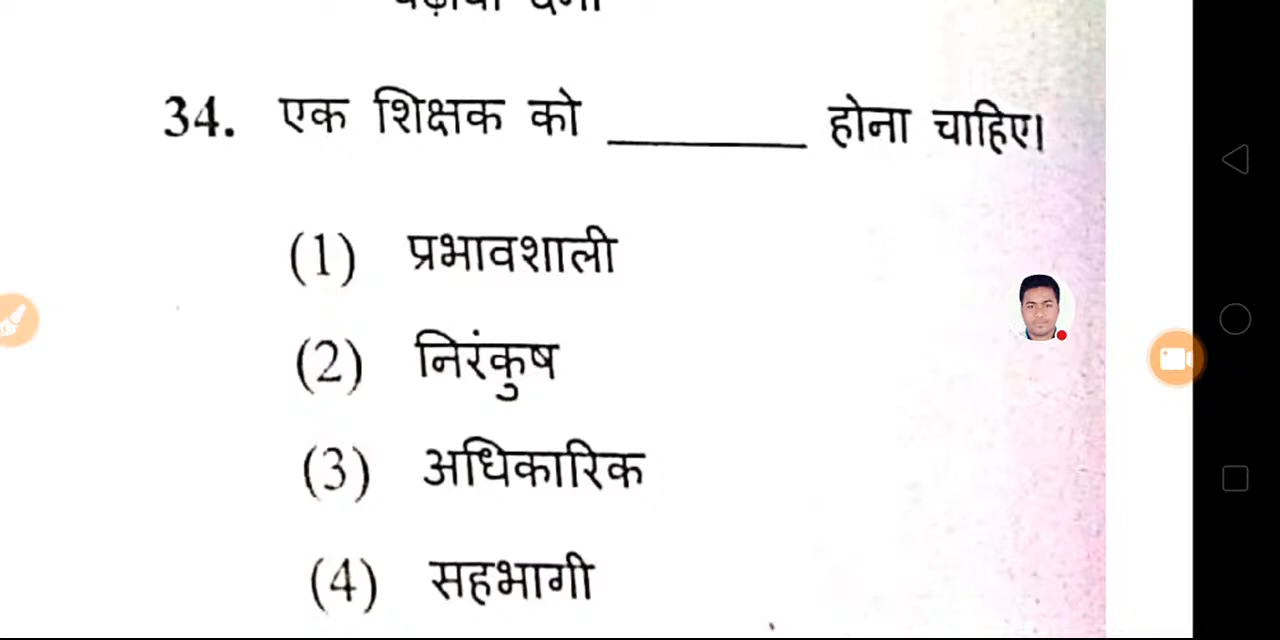 34. एक शिक्षक को ________ होना चाहिए।
(1) प्रभावशाली
(2) निरंकुष
(3) अधिकारिक
(4) सहभागी